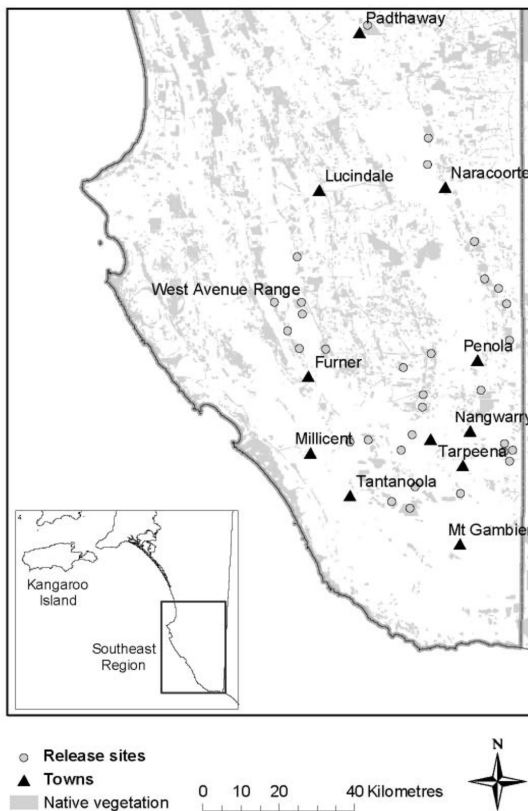 Padthaway
Lucindale
Naracoorte
West Avenue Range
Penola
Furner
Nangwarry
Millicent
Tarpeena
Tantanoola
Mt Gambier
Kangaroo
Island
Southeast
Region
Release sites
Towns
Native vegetation
N
0 10 20 40 Kilometres